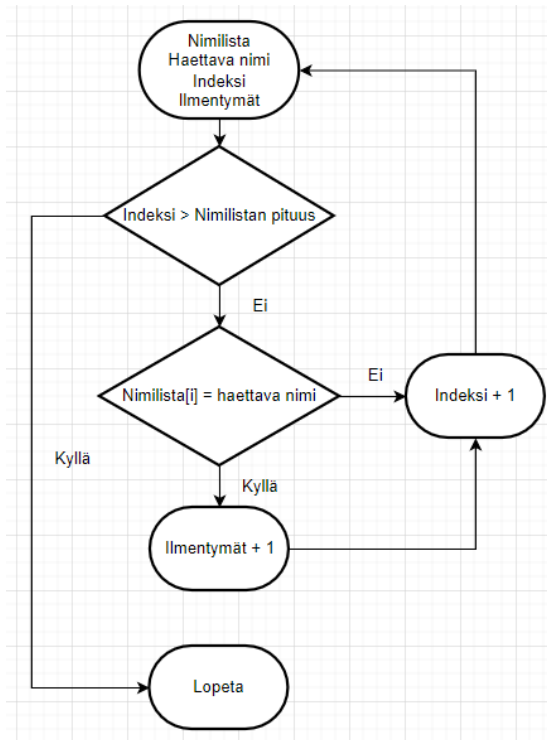 Nimilista
Haettava nimi
Indeksi
Ilmentymät
Indeksi > Nimilistan pituus
Ei
Nimilista[i] = haettava nimi
Ei
Indeksi + 1
Kyllä
Kyllä
Ilmentymät + 1
Lopeta